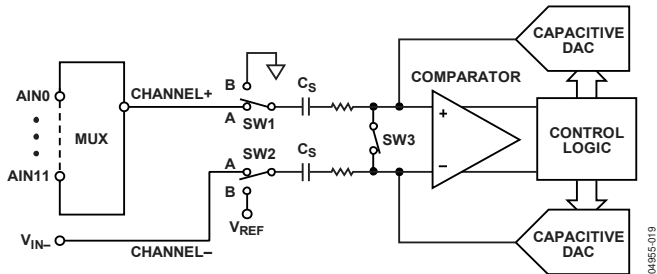 CAPACITIVE
DAC
COMPARATOR
B
CHANNEL+
CS
AIN0
A
SW1
+
MUX
SW3
CONTROL
LOGIC
A
SW2
CS
–
AIN11
B
VREF
VIN–
CHANNEL–
CAPACITIVE
DAC
04955-019